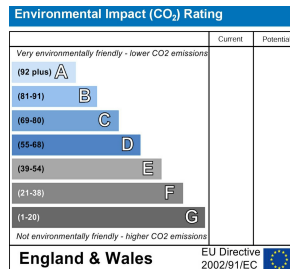 Environmental Impact (CO₂) Rating
Current Potentia
Very environmentally friendly - lower CO2 emissions
(92 plus) A
(81-91) B
(69-80) C
(55-68) D
(39-54) E
(21-38) F
(1-20) G
Not environmentally friendly - higher CO2 emissions
England & Wales
EU Directive
2002/91/EC